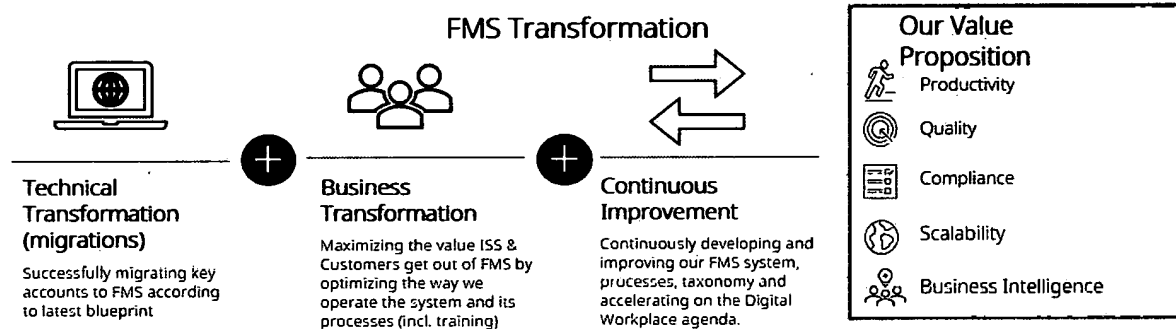 FMS Transformation
Technical
Transformation
(migrations)
Successfully migrating key
accounts to FMS according
to latest blueprint
Business
Transformation
Maximizing the value ISS &
Customers get out of FMS by
optimizing the way we
operate the system and its
processes (incl. training)
Continuous
Improvement
Continuously developing and
improving our FMS system,
processes, taxonomy and
accelerating on the Digital
Workplace agenda.
Our Value
Proposition
Productivity
Quality
Compliance
Scalability
Business Intelligence